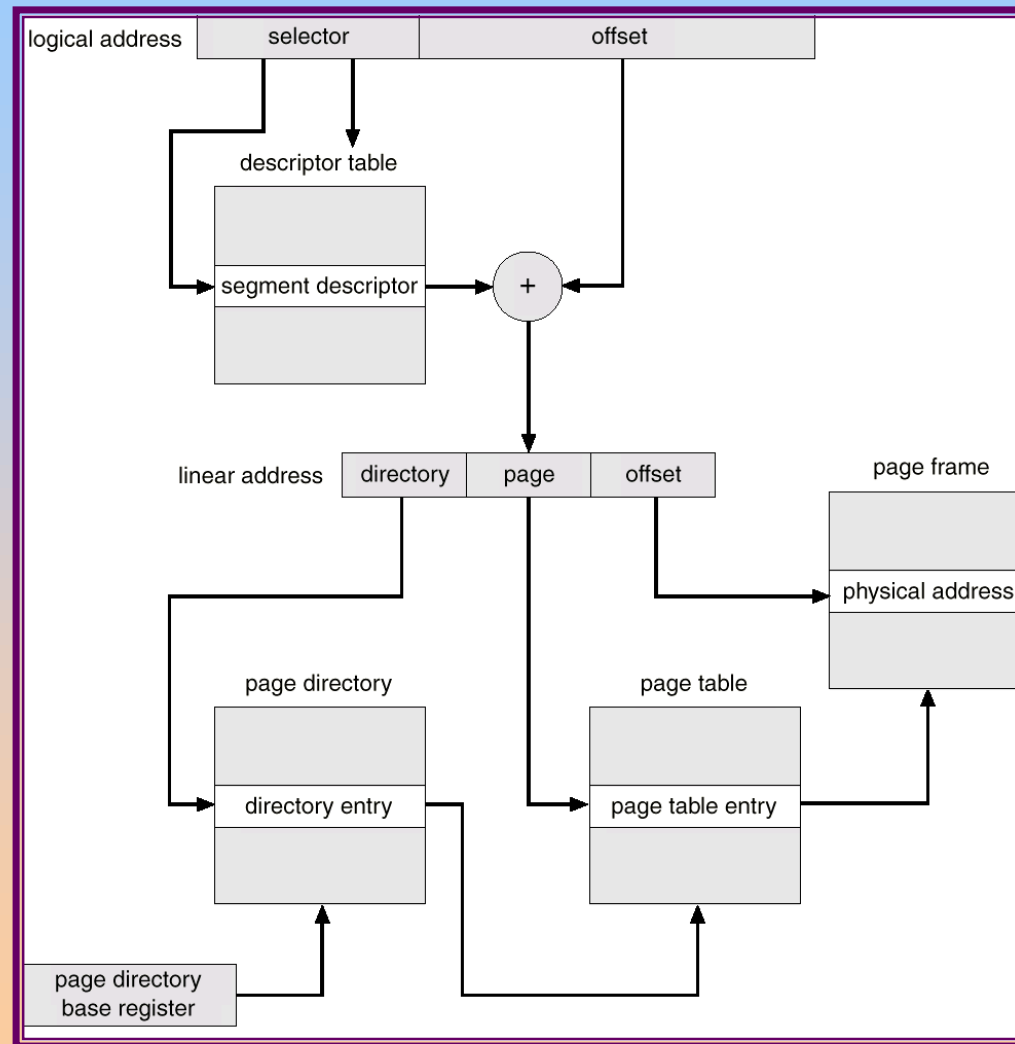 logical address
selector
offset
descriptor table
segment descriptor
+
linear address
directory
page
offset
page frame
physical address
page directory
page table
directory entry
page table entry
page directory
base register